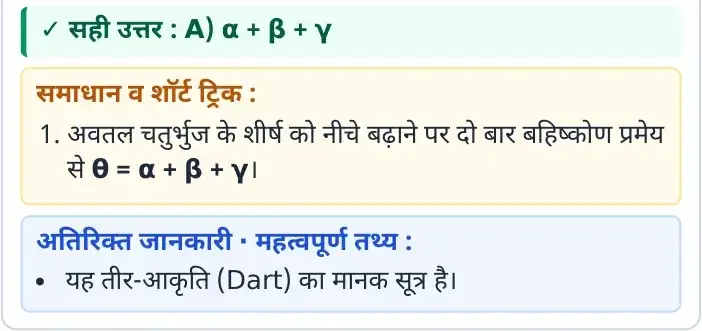 ✓ सही उत्तर : A) α + β + γ
समाधान व शॉर्ट ट्रिक :
1. अवतल चतुर्भुज के शीर्ष को नीचे बढ़ाने पर दो बार बहिष्कोण प्रमेय
से θ = α + β + γ।
अतिरिक्त जानकारी · महत्वपूर्ण तथ्य :
• यह तीर-आकृति (Dart) का मानक सूत्र है।